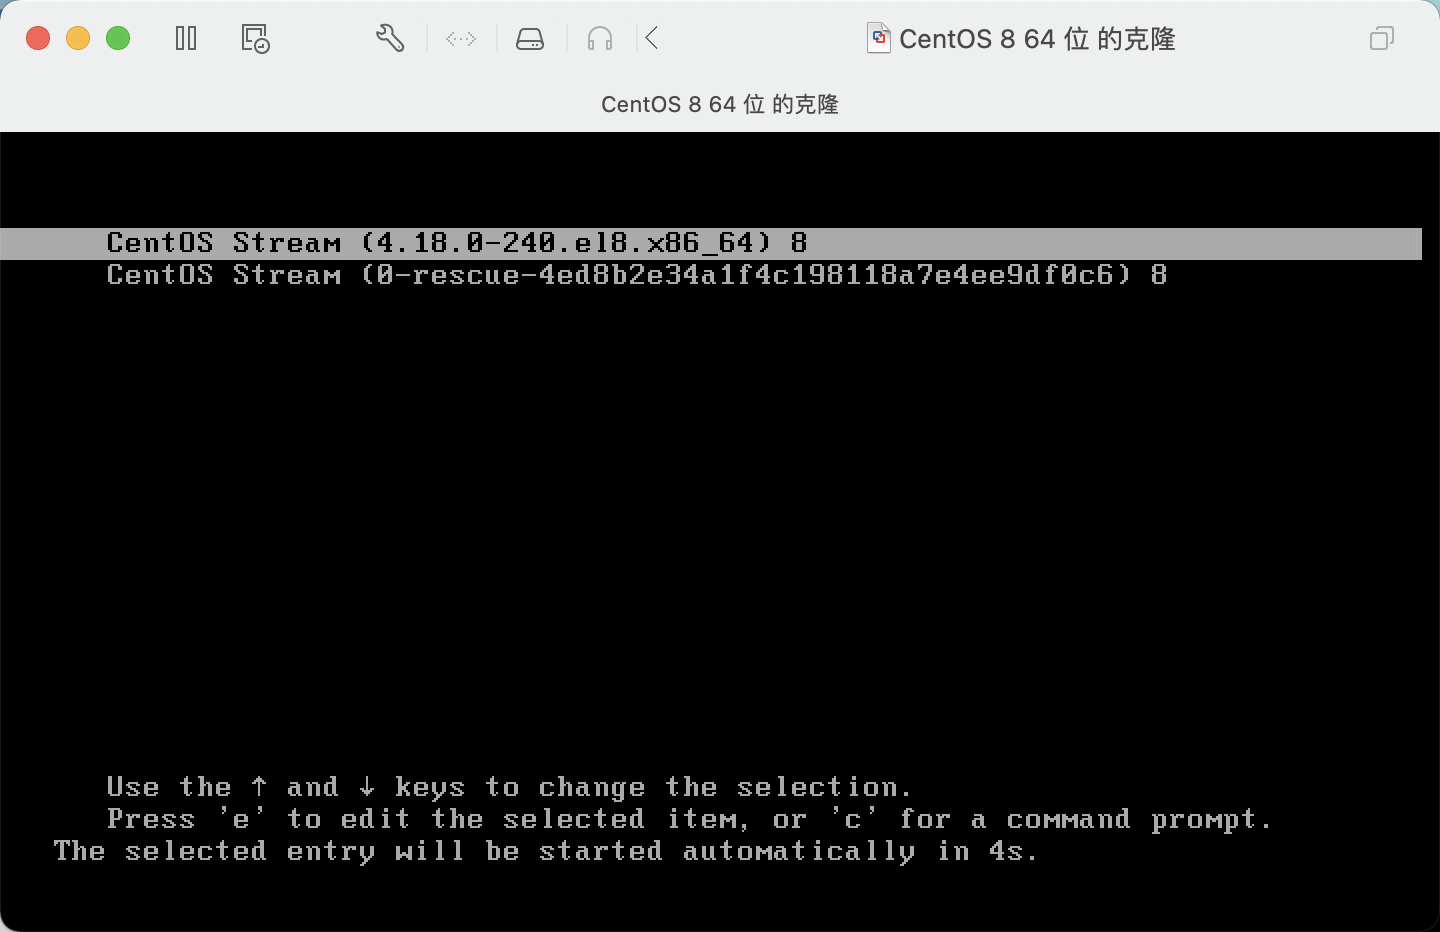 CentOS 8 64 位 的克隆
CentOS 8 64 位 的克隆
CentOS Stream (4.18.0-240.el8.x86_64) 8
CentOS Stream (0-rescue-4ed8b2e34a1f4c198118a7e4ee9df0c6) 8
Use the ↑ and ↓ keys to change the selection.
Press 'e' to edit the selected item, or 'c' for a command prompt.
The selected entry will be started automatically in 4s.